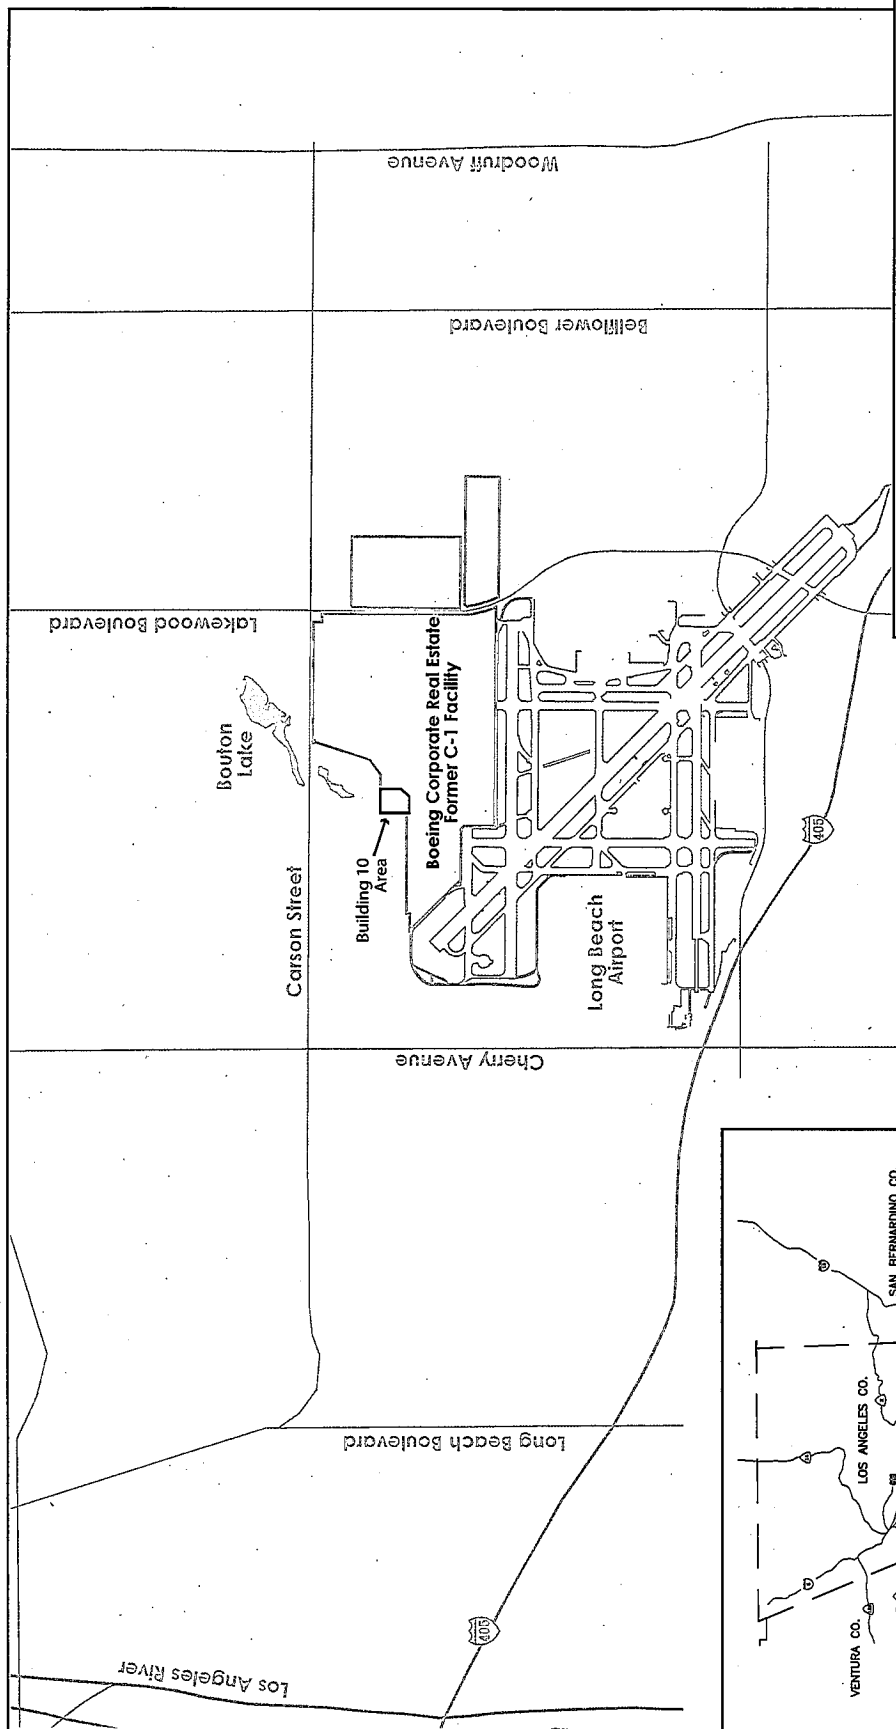 Woodruff Avenue
Bellflower Boulevard
Lakewood Boulevard
Bouton
Lake
Boeing Corporate Real Estate
Former C-1 Facility
Building 10
Area
Carson Street
Long Beach
Airport
405
Cherry Avenue
Long Beach Boulevard
405
Los Angeles River
SAN BERNARDINO CO.
LOS ANGELES CO.
VENTURA CO.